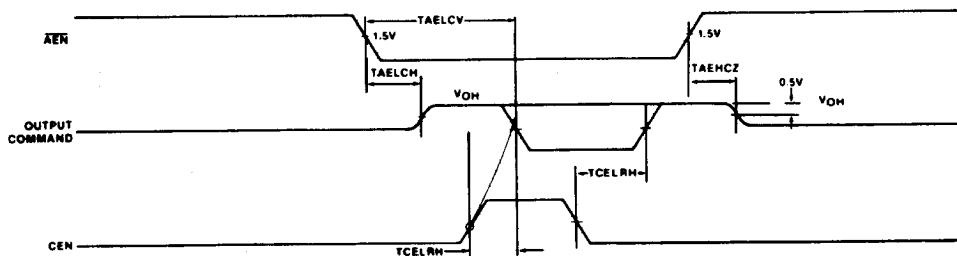 TAELCV
AEN
1.5V
1.5V
TAELCH
TAEHCZ
0.5V
VOH
VOH
OUTPUT
COMMAND
TCELRH
CEN
TCELRH